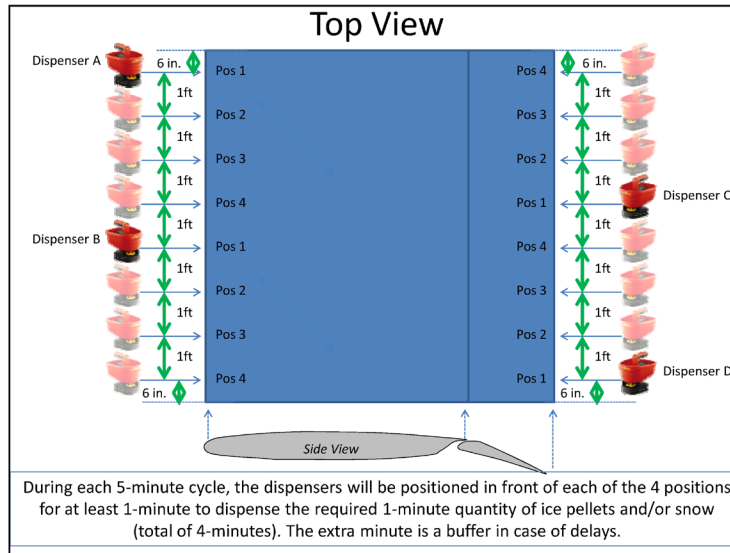 Top View
Dispenser A
6 in.
6 in.
Pos 1
Pos 4
1ft
1ft
Pos 2
Pos 3
1ft
1ft
Pos 3
Pos 2
1ft
1ft
Pos 4
Pos 1
Dispenser C
1ft
1ft
Dispenser B
Pos 1
Pos 4
1ft
1ft
Pos 2
Pos 3
1ft
1ft
Pos 3
Pos 2
1ft
1ft
Pos 4
Pos 1
Dispenser D
6 in.
6 in.
Side View
During each 5-minute cycle, the dispensers will be positioned in front of each of the 4 positions
for at least 1-minute to dispense the required 1-minute quantity of ice pellets and/or snow
(total of 4-minutes). The extra minute is a buffer in case of delays.